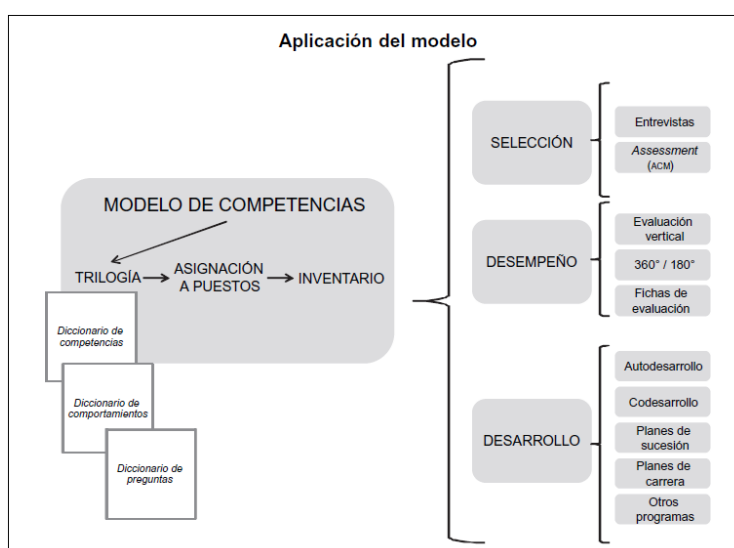 Aplicación del modelo
MODELO DE COMPETENCIAS
TRILOGÍA
ASIGNACIÓN
A PUESTOS
INVENTARIO
Diccionario de
competencias
Diccionario de
comportamientos
Diccionario de
preguntas
SELECCIÓN
Entrevistas
Assessment
(ACM)
DESEMPEÑO
Evaluación
vertical
360° / 180°
Fichas de
evaluación
DESARROLLO
Autodesarrollo
Codesarrollo
Planes de
sucesión
Planes de
carrera
Otros
programas